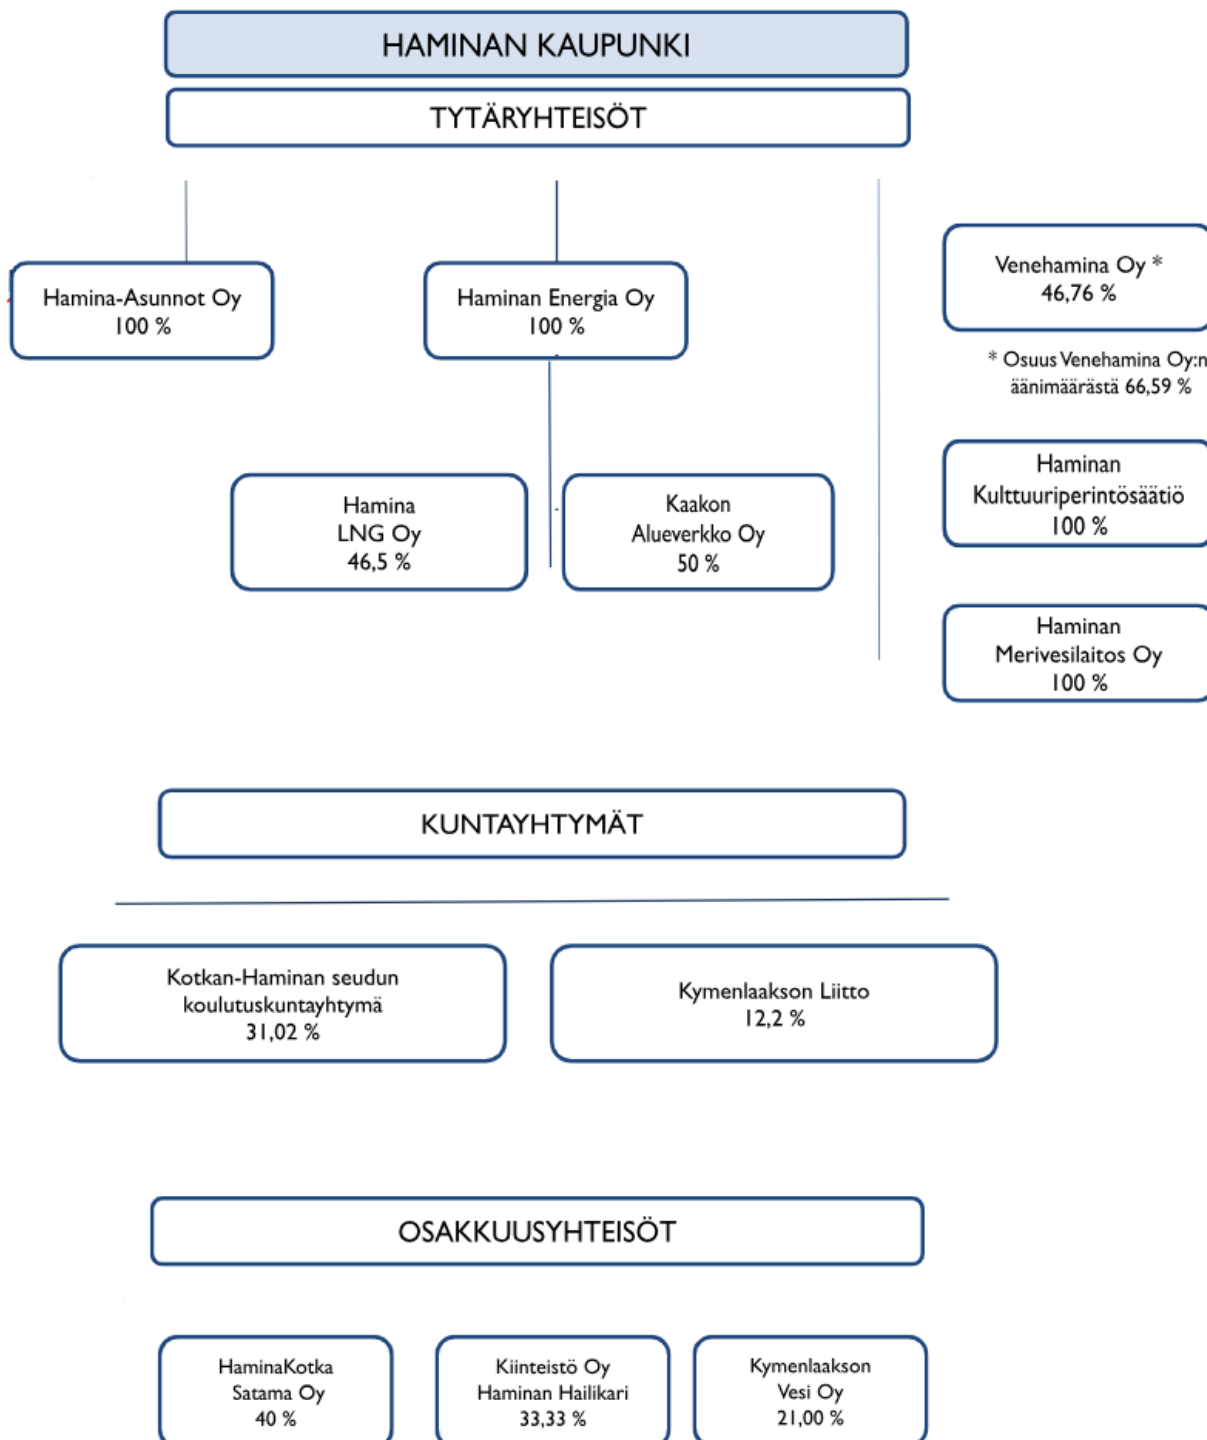 HAMINAN KAUPUNKI
TYTÄRYHTEISÖT
Hamina-Asunnot Oy
100 %
Haminan Energia Oy
100 %
Venehamina Oy *
46,76 %
* Osuus Venehamina Oy:n
äänimäärästä 66,59 %
Hamina
LNG Oy
46,5 %
Kaakon
Alueverkko Oy
50 %
Haminan
Kulttuuriperintösäätiö
100 %
Haminan
Merivesilaitos Oy
100 %
KUNTAYHTYMÄT
Kotkan-Haminan seudun
koulutuskuntayhtymä
31,02 %
Kymenlaakson Liitto
12,2 %
OSAKKUUSYHTEISÖT
HaminaKotka
Satama Oy
40 %
Kiinteistö Oy
Haminan Hailikari
33,33 %
Kymenlaakson
Vesi Oy
21,00 %